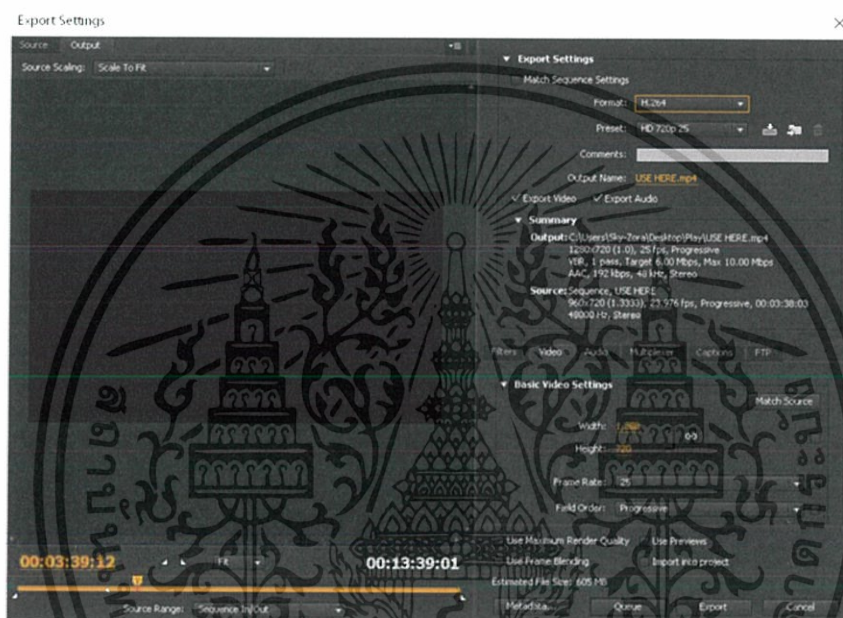 Export Settings
Source Output
Source Scaling: Scale To Fit
Export Settings
Match Sequence Settings
Format: H.264
Preset: HD 720p 25
Comments:
Output Name: USE HERE.mp4
Export Video Export Audio
Summary
Output: C:\Users\Sky-Zora\Desktop\Play\USE HERE.mp4
1280x720 (1.0), 25 fps, Progressive
VBR, 1 pass, Target 6.00 Mbps, Max 10.00 Mbps
AAC, 192 kbps, 48 kHz, Stereo
Source: Sequence, USE HERE
960x720 (1.3333), 23.976 fps, Progressive, 00:03:38:03
48000 Hz, Stereo
Filters Video Audio Multiplexer Captions FTP
Basic Video Settings
Match Source
Width: 1,280
Height: 720
Frame Rate: 25
Field Order: Progressive
Use Maximum Render Quality Use Previews
Use Frame Blending Import into project
Estimated File Size: 605 MB
00:03:39:12 Fit 00:13:39:01
Source Range: Sequence In/Out
Metadata... Queue Export Cancel